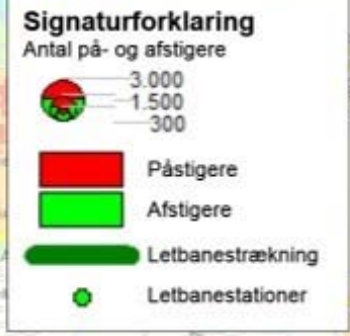 Signaturforklaring
Antal på- og afstigere
3.000
1.500
300
Påstigere
Afstigere
Letbanestrækning
Letbanestationer